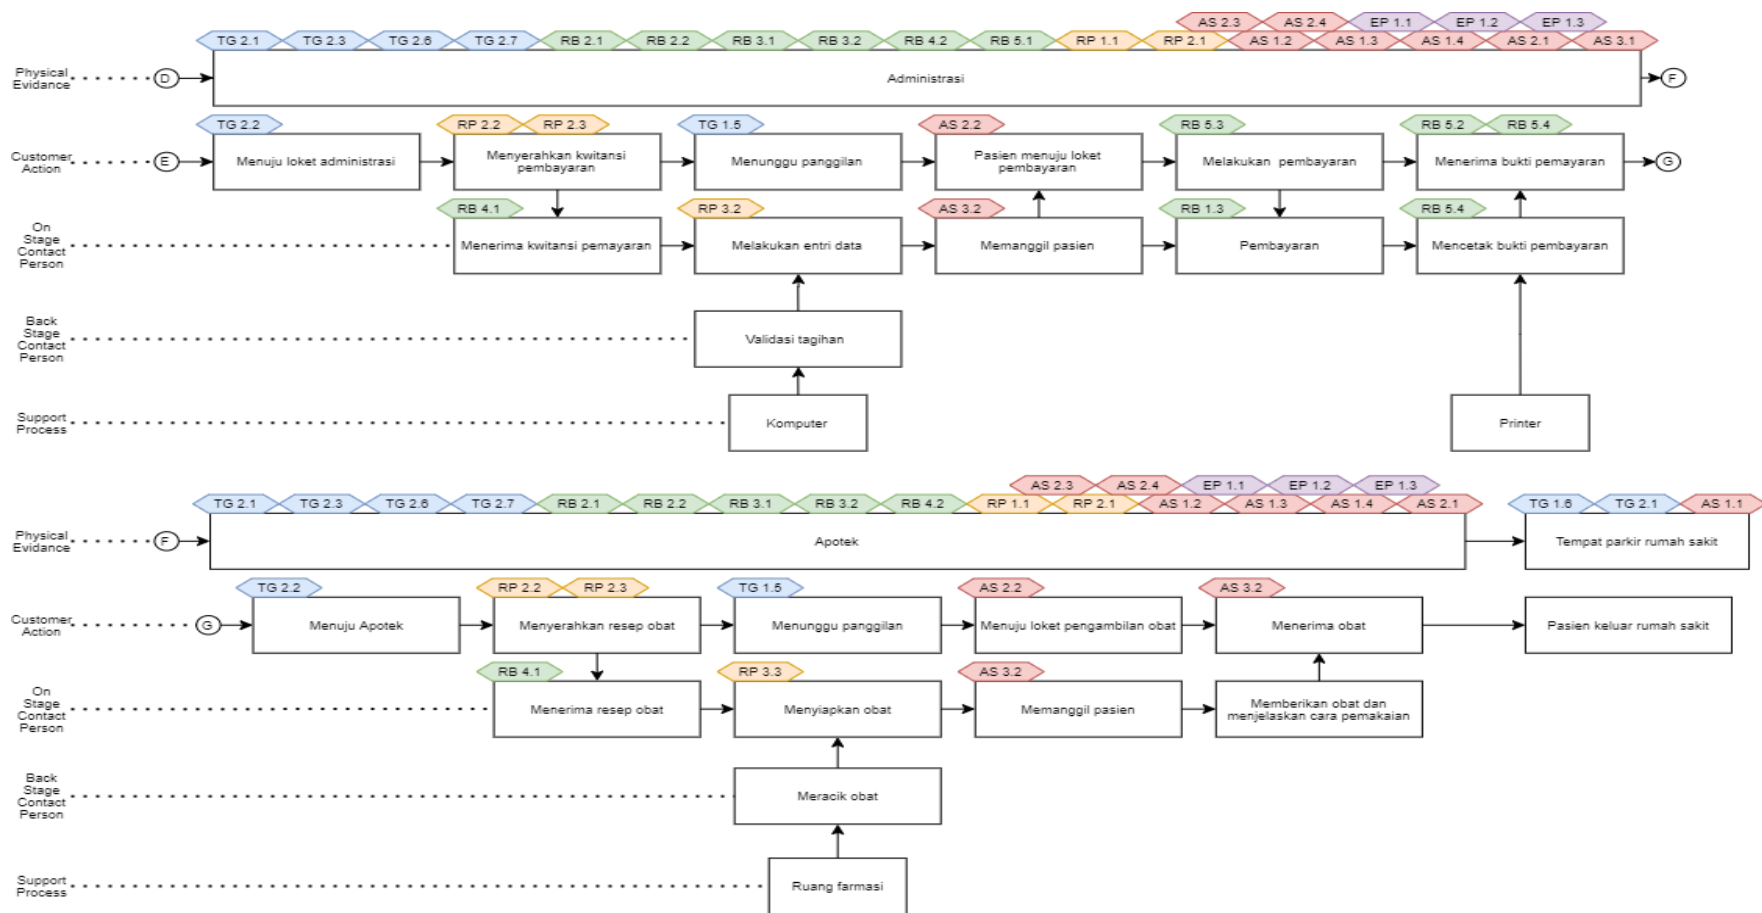 AS 2.3 AS 2.4 EP 1.1 EP 1.2 EP 1.3
TG 2.1 TG 2.3 TG 2.6 TG 2.7 RB 2.1 RB 2.2 RB 3.1 RB 3.2 RB 4.2 RB 5.1 RP 1.1 RP 2.1 AS 1.2 AS 1.3 AS 1.4 AS 2.1 AS 3.1
Physical
Evidance
D
Administrasi
F
TG 2.2 RP 2.2 RP 2.3 TG 1.5 AS 2.2 RB 5.3 RB 5.2 RB 5.4
Customer
Action
E
Menuju loket administrasi
Menyerahkan kwitansi
pembayaran
Menunggu panggilan
Pasien menuju loket
pembayaran
Melakukan pembayaran
Menerima bukti pemayaran
G
RB 4.1 RP 3.2 AS 3.2 RB 1.3 RB 5.4
On
Stage
Contact
Person
Menerima kwitansi pemayaran
Melakukan entri data
Memanggil pasien
Pembayaran
Mencetak bukti pembayaran
Back
Stage
Contact
Person
Validasi tagihan
Support
Process
Komputer
Printer
AS 2.3 AS 2.4 EP 1.1 EP 1.2 EP 1.3
TG 2.1 TG 2.3 TG 2.6 TG 2.7 RB 2.1 RB 2.2 RB 3.1 RB 3.2 RB 4.2 RP 1.1 RP 2.1 AS 1.2 AS 1.3 AS 1.4 AS 2.1 TG 1.6 TG 2.1 AS 1.1
Physical
Evidance
F
Apotek
Tempat parkir rumah sakit
TG 2.2 RP 2.2 RP 2.3 TG 1.5 AS 2.2 AS 3.2
Customer
Action
G
Menuju Apotek
Menyerahkan resep obat
Menunggu panggilan
Menuju loket pengambilan obat
Menerima obat
Pasien keluar rumah sakit
RB 4.1 RP 3.3 AS 3.2
On
Stage
Contact
Person
Menerima resep obat
Menyiapkan obat
Memanggil pasien
Memberikan obat dan
menjelaskan cara pemakaian
Back
Stage
Contact
Person
Meracik obat
Support
Process
Ruang farmasi